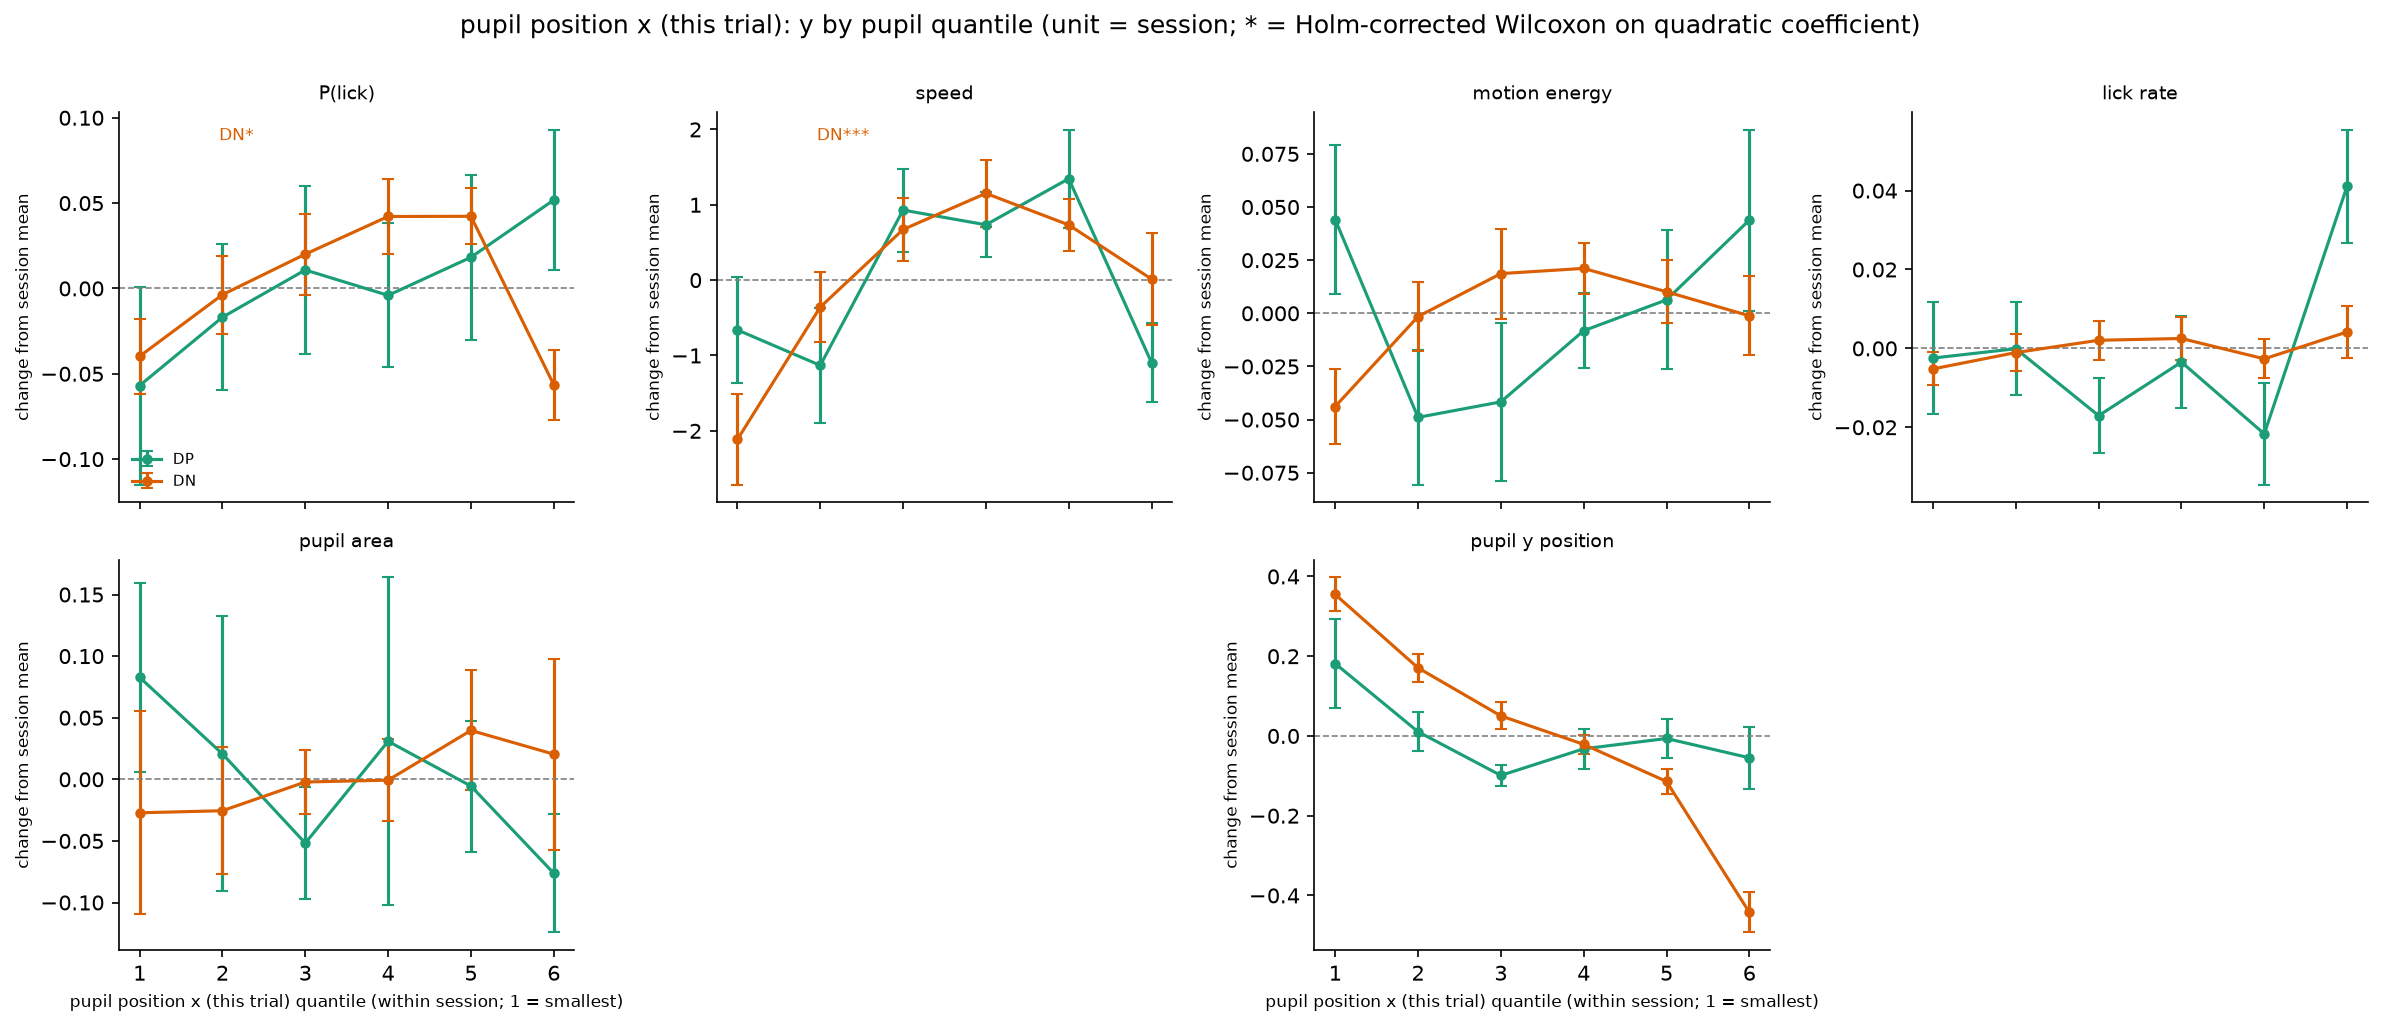 pupil position x (this trial): y by pupil quantile (unit = session; * = Holm-corrected Wilcoxon on quadratic coefficient)
P(lick)
change from session mean
0.10
0.05
0.00
−0.05
−0.10
DN*
DP
DN
speed
change from session mean
2
1
0
−1
−2
DN***
motion energy
change from session mean
0.075
0.050
0.025
0.000
−0.025
−0.050
−0.075
lick rate
change from session mean
0.04
0.02
0.00
−0.02
pupil area
change from session mean
0.15
0.10
0.05
0.00
−0.05
−0.10
1 2 3 4 5 6
pupil position x (this trial) quantile (within session; 1 = smallest)
pupil y position
change from session mean
0.4
0.2
0.0
−0.2
−0.4
1 2 3 4 5 6
pupil position x (this trial) quantile (within session; 1 = smallest)